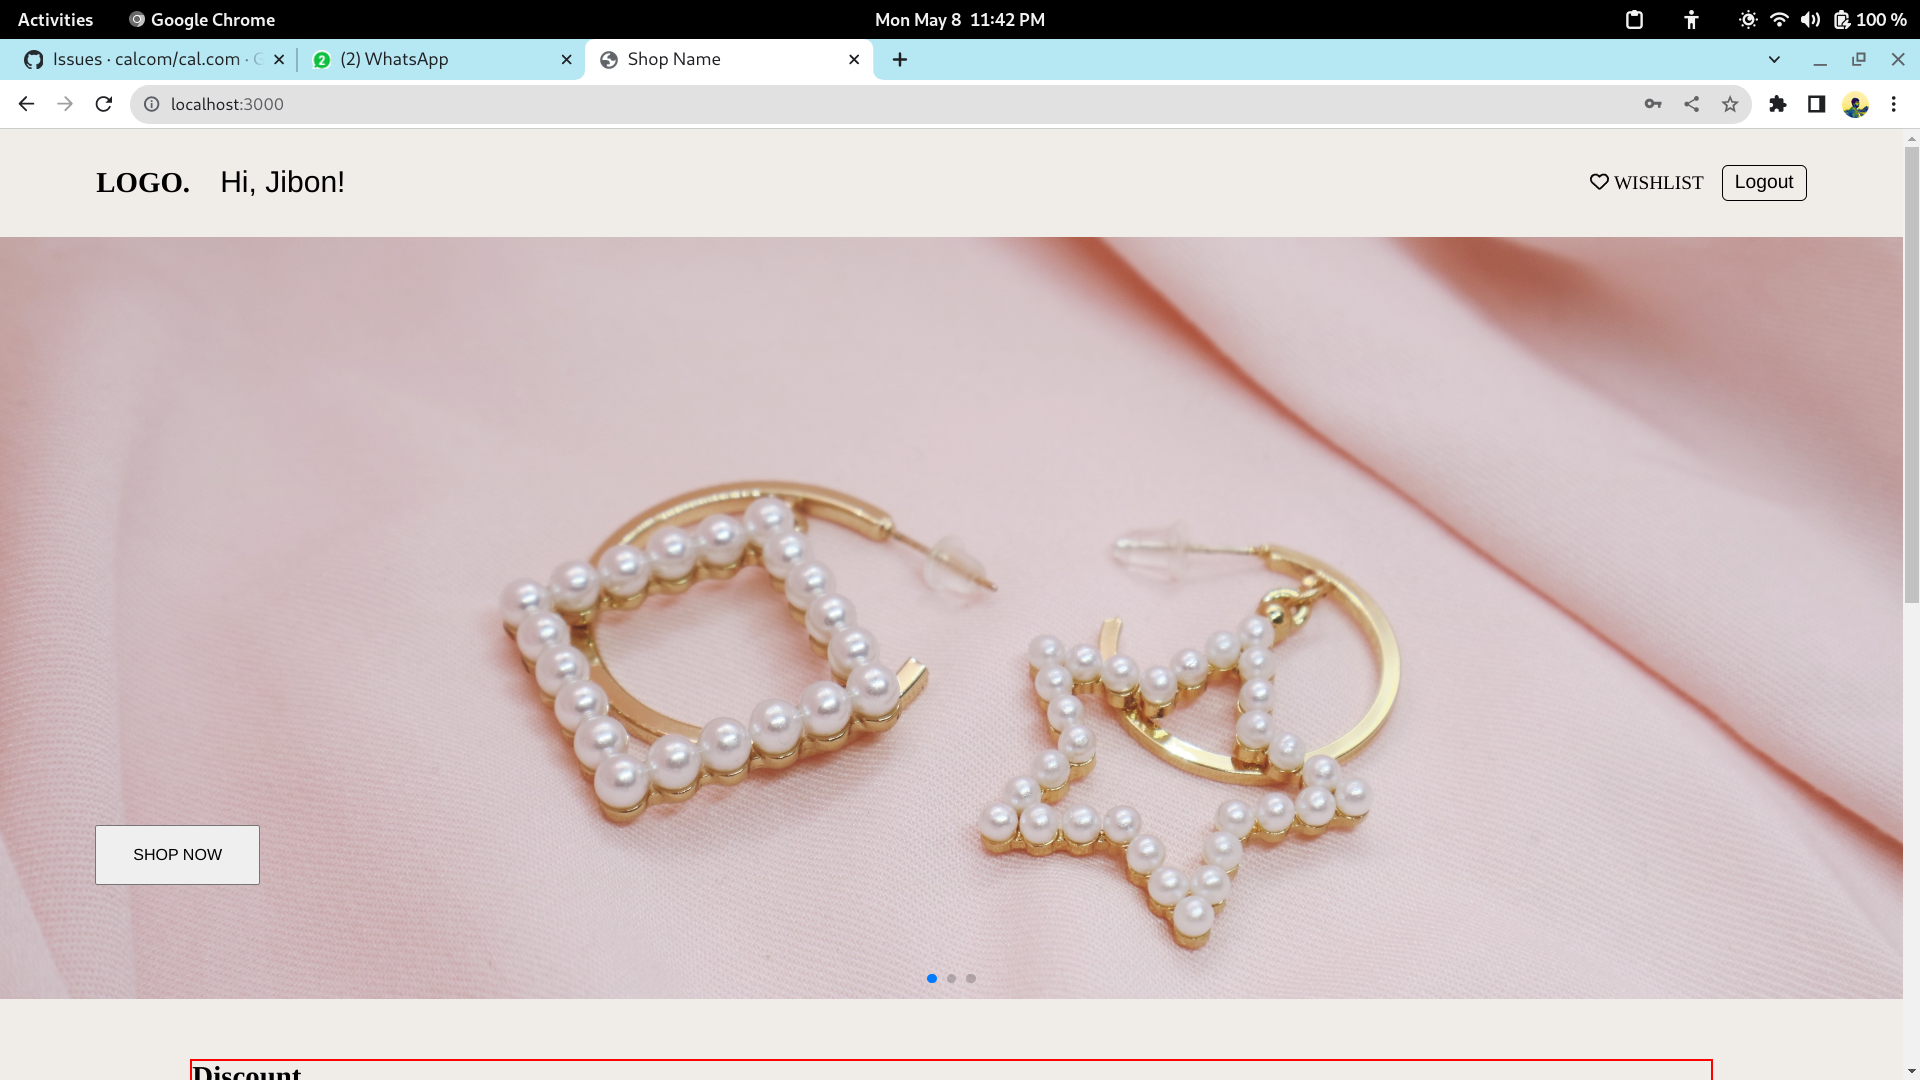 Activities
Google Chrome
Mon May 8 11:42 PM
100 %
Issues · calcom/cal.com ·
2
(2) WhatsApp
Shop Name
localhost:3000
LOGO.
Hi, Jibon!
WISHLIST
Logout
SHOP NOW
Discount